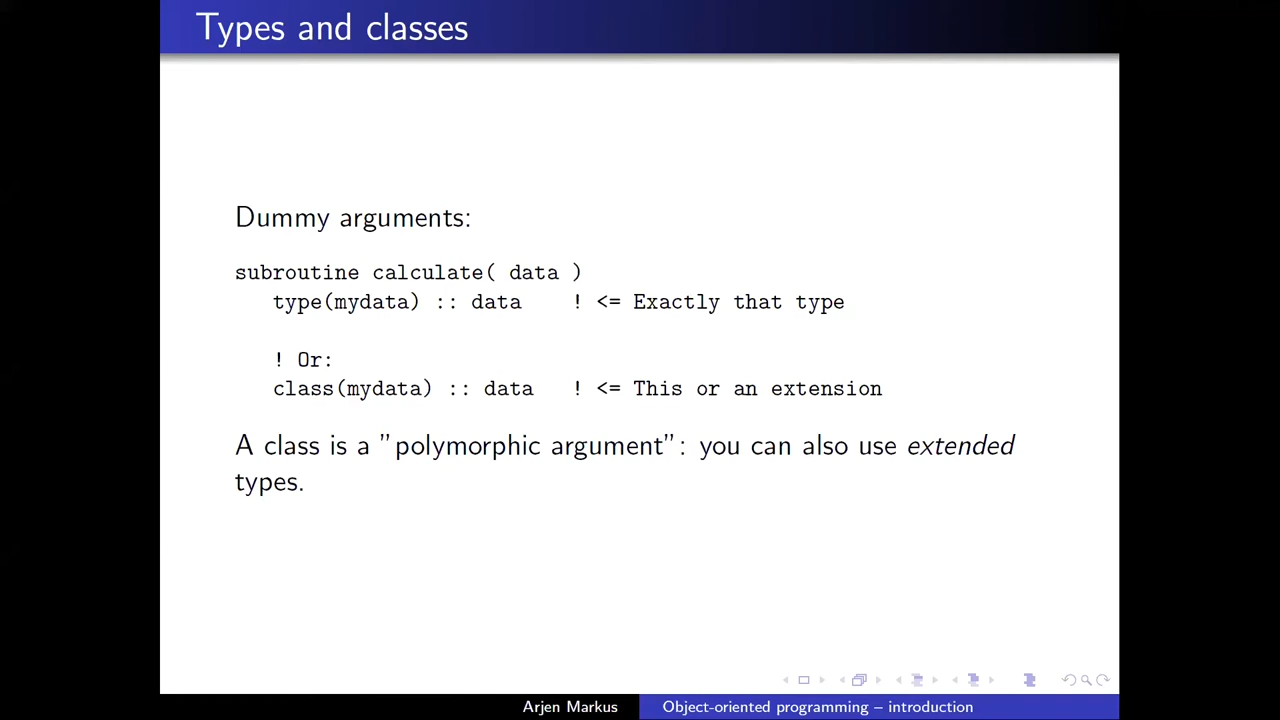 Types and classes
Dummy arguments:
subroutine calculate( data )
type(mydata) :: data ! <= Exactly that type
! Or:
class(mydata) :: data ! <= This or an extension
A class is a ”polymorphic argument”: you can also use extended
types.
Arjen Markus Object-oriented programming – introduction